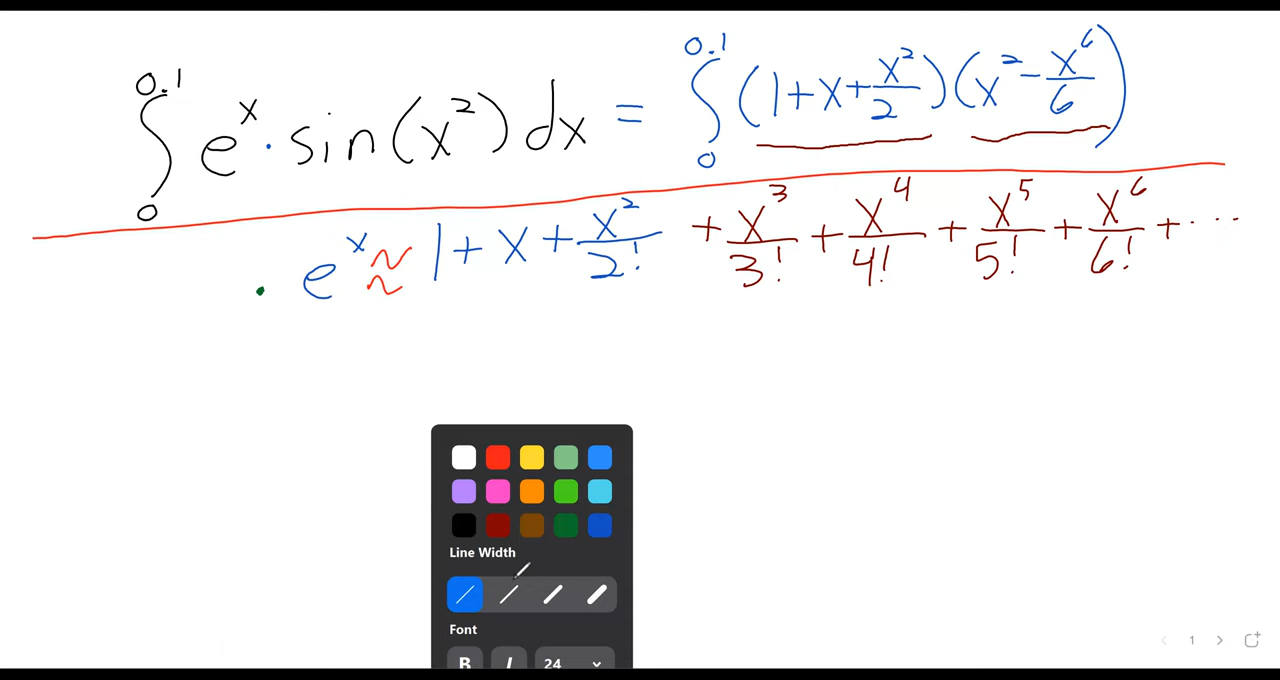 ∫₀^0.1 e^x · sin(x²) dx = ∫₀^0.1 (1 + x + x²/2)(x² - x⁶/6)
· e^x ≈ 1 + x + x²/2! + x³/3! + x⁴/4! + x⁵/5! + x⁶/6! + ...
Line Width
Font
B I 24
1